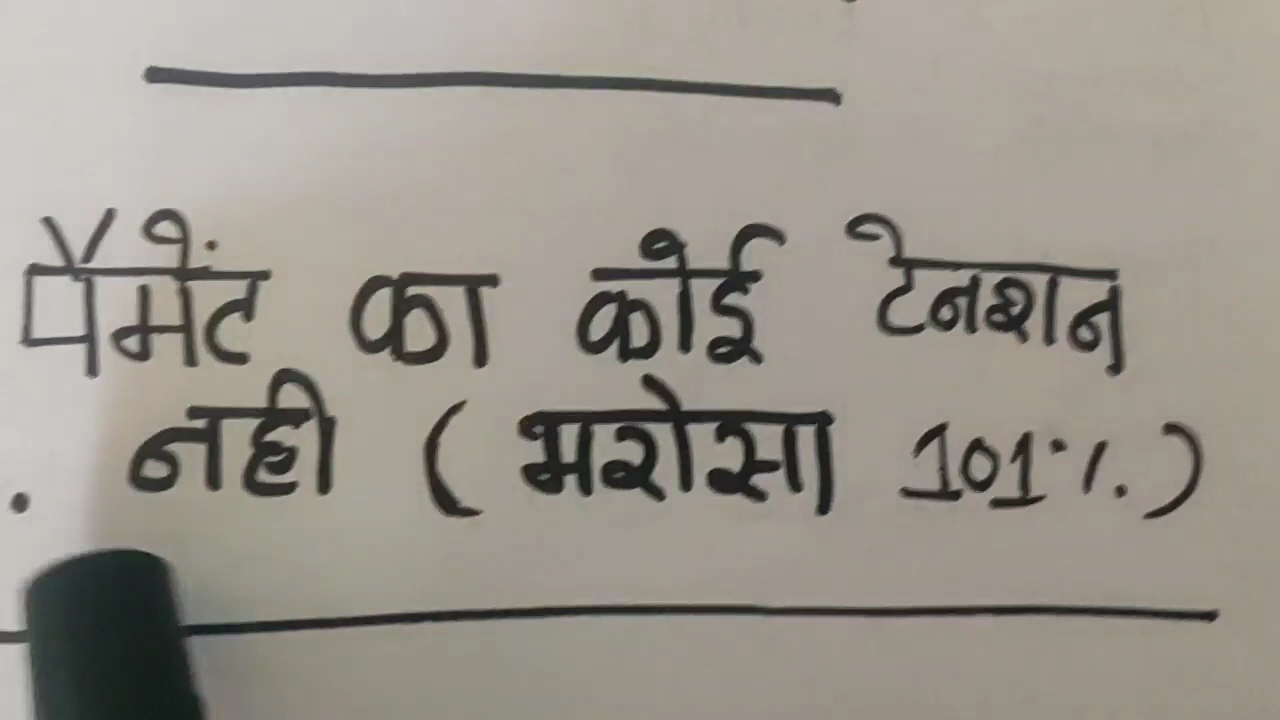 पेमेंट का कोई टेनशन
नही ( भरोसा 101%. )